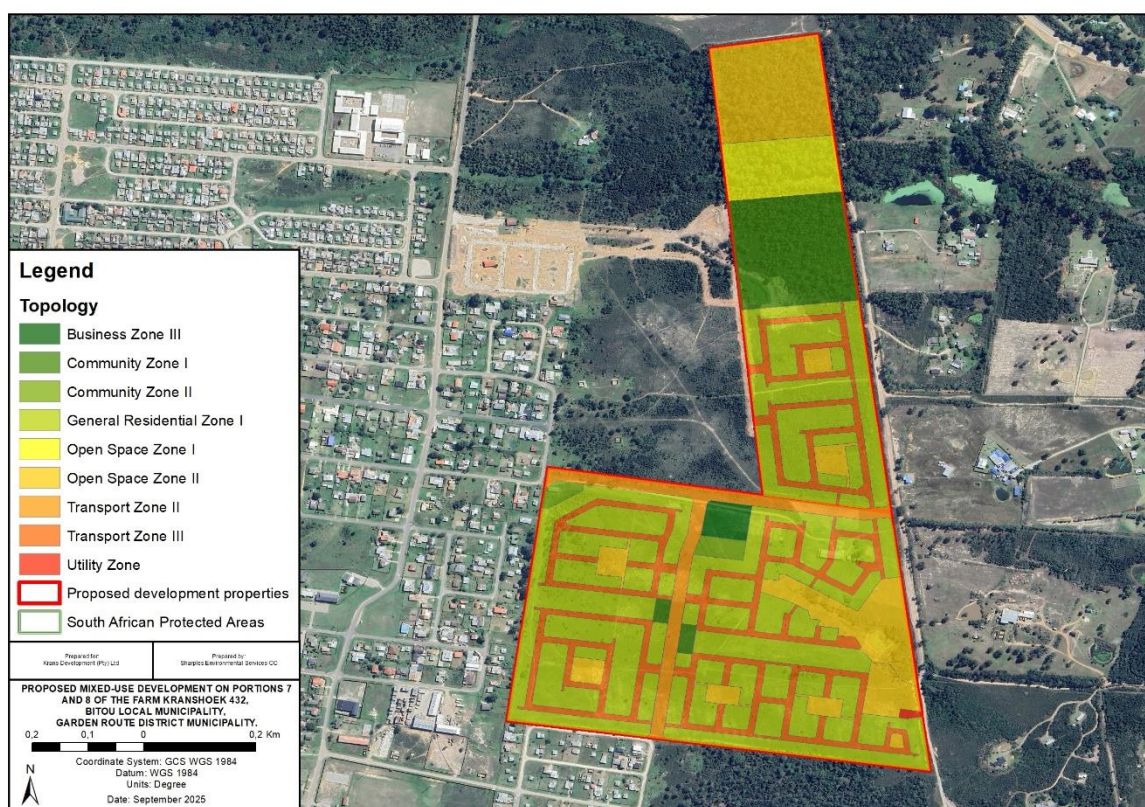 Legend
Topology
Business Zone III
Community Zone I
Community Zone II
General Residential Zone I
Open Space Zone I
Open Space Zone II
Transport Zone II
Transport Zone III
Utility Zone
Proposed development properties
South African Protected Areas
Prepared for:
Krans Development (Pty) Ltd
Prepared by:
Sharples Environmental Services CC
PROPOSED MIXED-USE DEVELOPMENT ON PORTIONS 7
AND 8 OF THE FARM KRANSHOEK 432,
BITOU LOCAL MUNICIPALITY,
GARDEN ROUTE DISTRICT MUNICIPALITY.
0,2 0,1 0 0,2 Km
Coordinate System: GCS WGS 1984
Datum: WGS 1984
Units: Degree
Date: September 2025
N